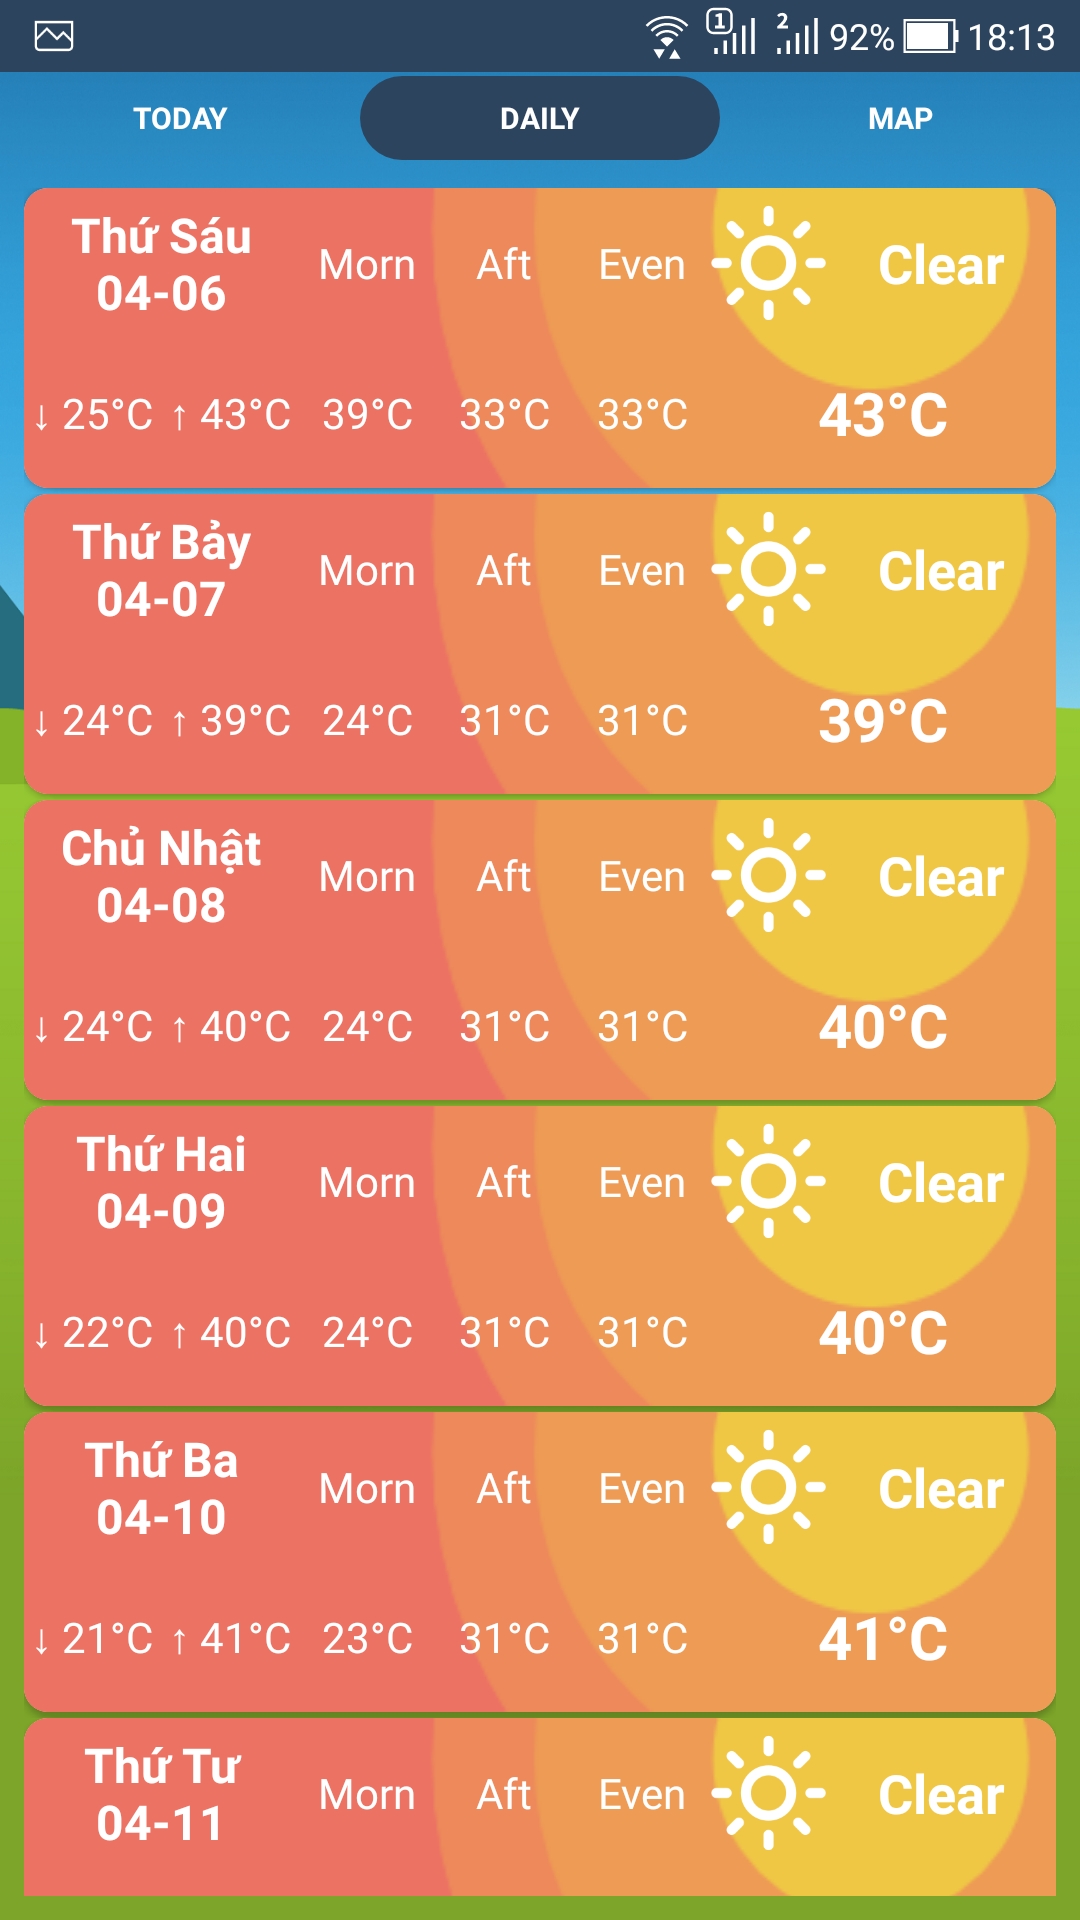 1 2 92% 18:13
TODAY DAILY MAP
Thứ Sáu
04-06
Morn Aft Even Clear
↓ 25°C ↑ 43°C 39°C 33°C 33°C 43°C
Thứ Bảy
04-07
Morn Aft Even Clear
↓ 24°C ↑ 39°C 24°C 31°C 31°C 39°C
Chủ Nhật
04-08
Morn Aft Even Clear
↓ 24°C ↑ 40°C 24°C 31°C 31°C 40°C
Thứ Hai
04-09
Morn Aft Even Clear
↓ 22°C ↑ 40°C 24°C 31°C 31°C 40°C
Thứ Ba
04-10
Morn Aft Even Clear
↓ 21°C ↑ 41°C 23°C 31°C 31°C 41°C
Thứ Tư
04-11
Morn Aft Even Clear